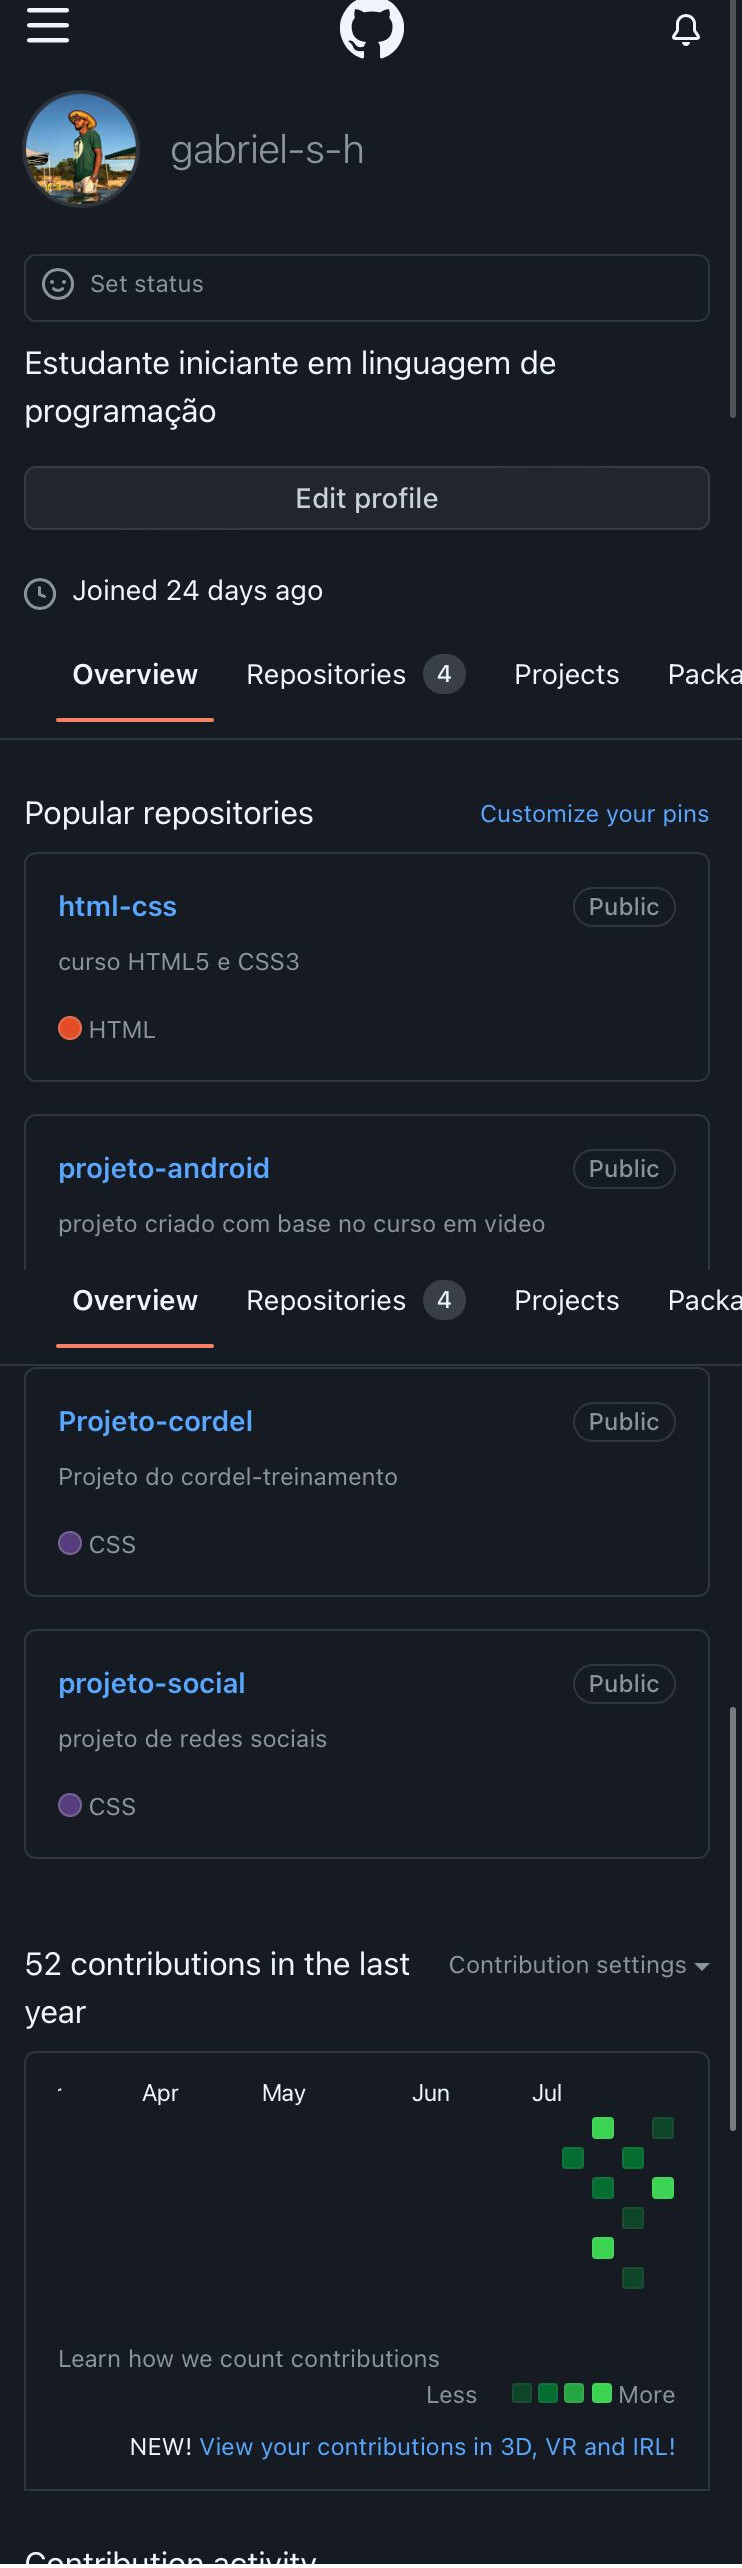 gabriel-s-h
Set status
Estudante iniciante em linguagem de
programação
Edit profile
Joined 24 days ago
Overview Repositories 4 Projects Packa
Popular repositories Customize your pins
html-css Public
curso HTML5 e CSS3
HTML
projeto-android Public
projeto criado com base no curso em video
Overview Repositories 4 Projects Packa
Projeto-cordel Public
Projeto do cordel-treinamento
CSS
projeto-social Public
projeto de redes sociais
CSS
52 contributions in the last Contribution settings
year
r Apr May Jun Jul
Learn how we count contributions
Less More
NEW! View your contributions in 3D, VR and IRL!
Contribution activity